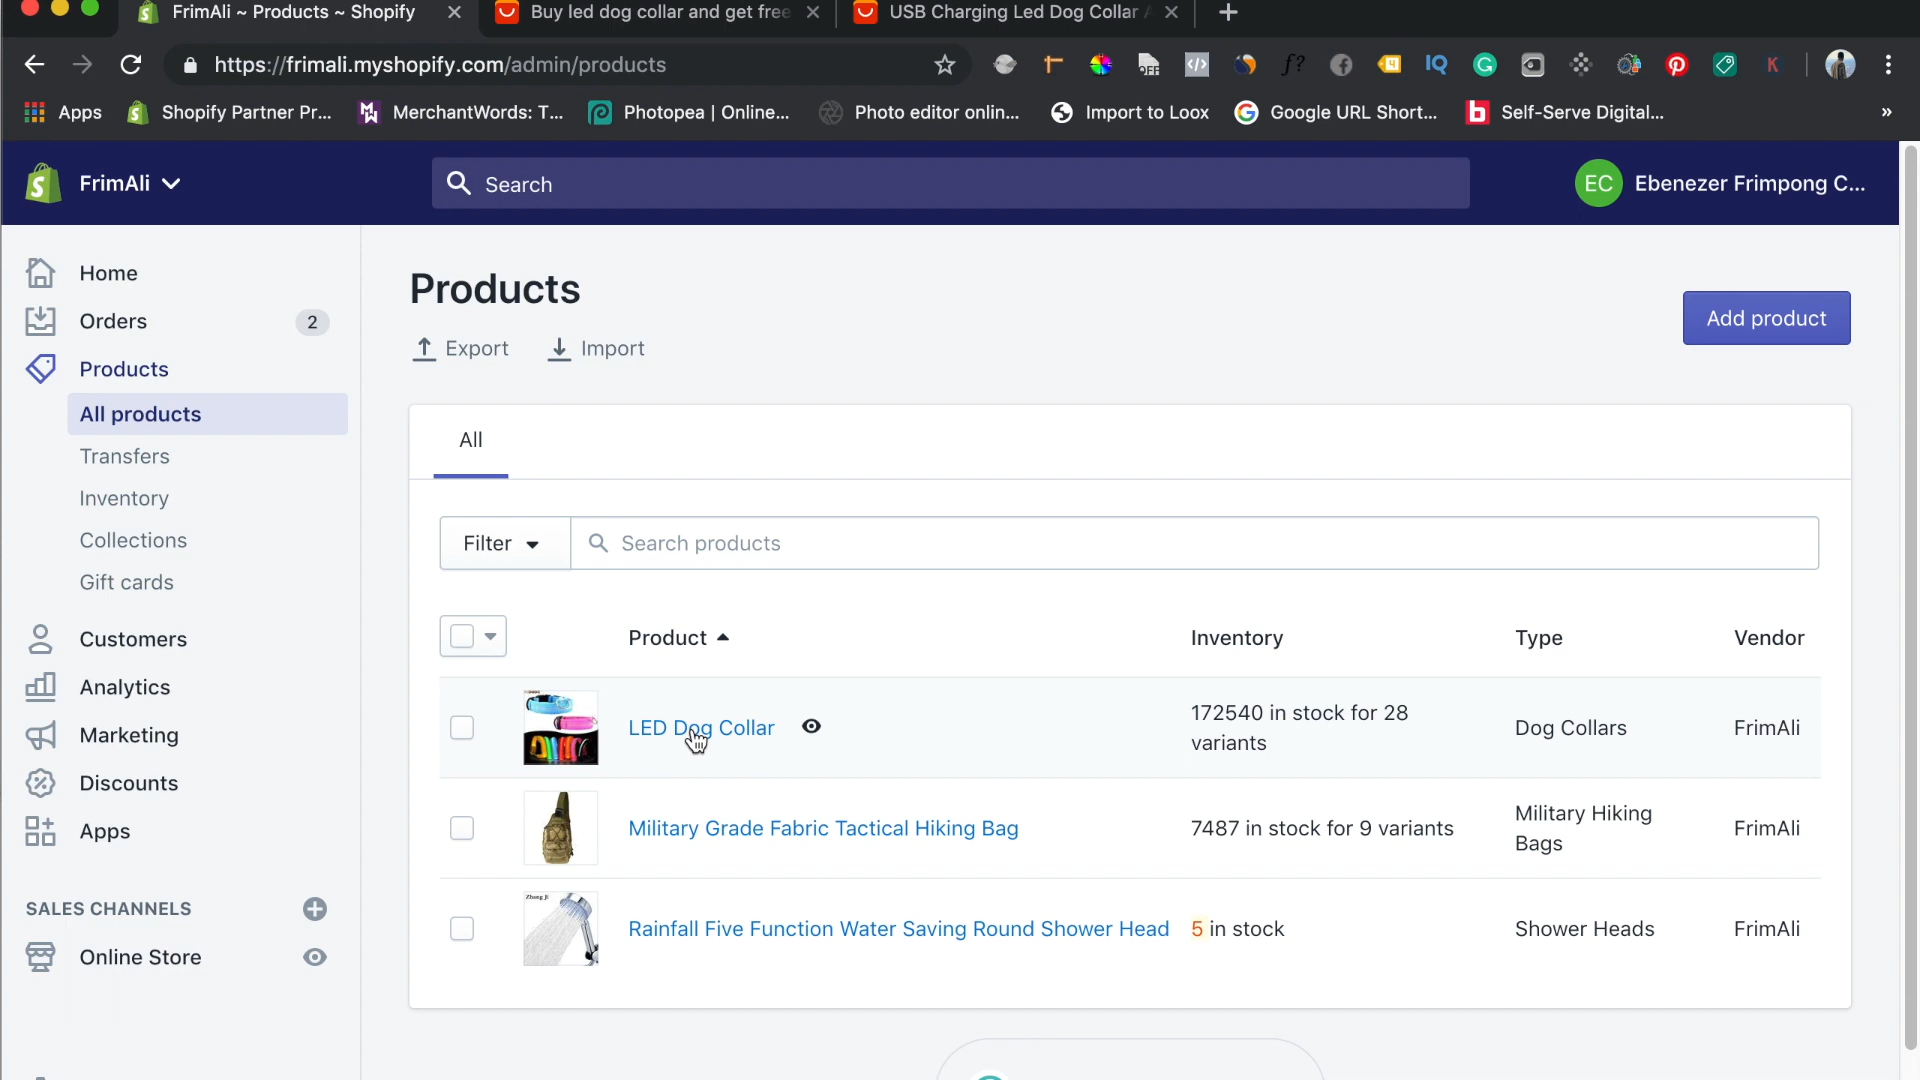 FrimAli ~ Products ~ Shopify
Buy led dog collar and get free
USB Charging Led Dog Collar
https://frimali.myshopify.com/admin/products
Apps
Shopify Partner Pr...
MerchantWords: T...
Photopea | Online...
Photo editor onlin...
Import to Loox
Google URL Short...
Self-Serve Digital...
»
FrimAli
Search
EC
Ebenezer Frimpong C...
Home
Orders
2
Products
All products
Transfers
Inventory
Collections
Gift cards
Customers
Analytics
Marketing
Discounts
Apps
SALES CHANNELS
Online Store
Products
Export
Import
Add product
All
Filter
Search products
Product
Inventory
Type
Vendor
LED Dog Collar
172540 in stock for 28
variants
Dog Collars
FrimAli
Military Grade Fabric Tactical Hiking Bag
7487 in stock for 9 variants
Military Hiking
Bags
FrimAli
Zhang Ji
Rainfall Five Function Water Saving Round Shower Head
5 in stock
Shower Heads
FrimAli